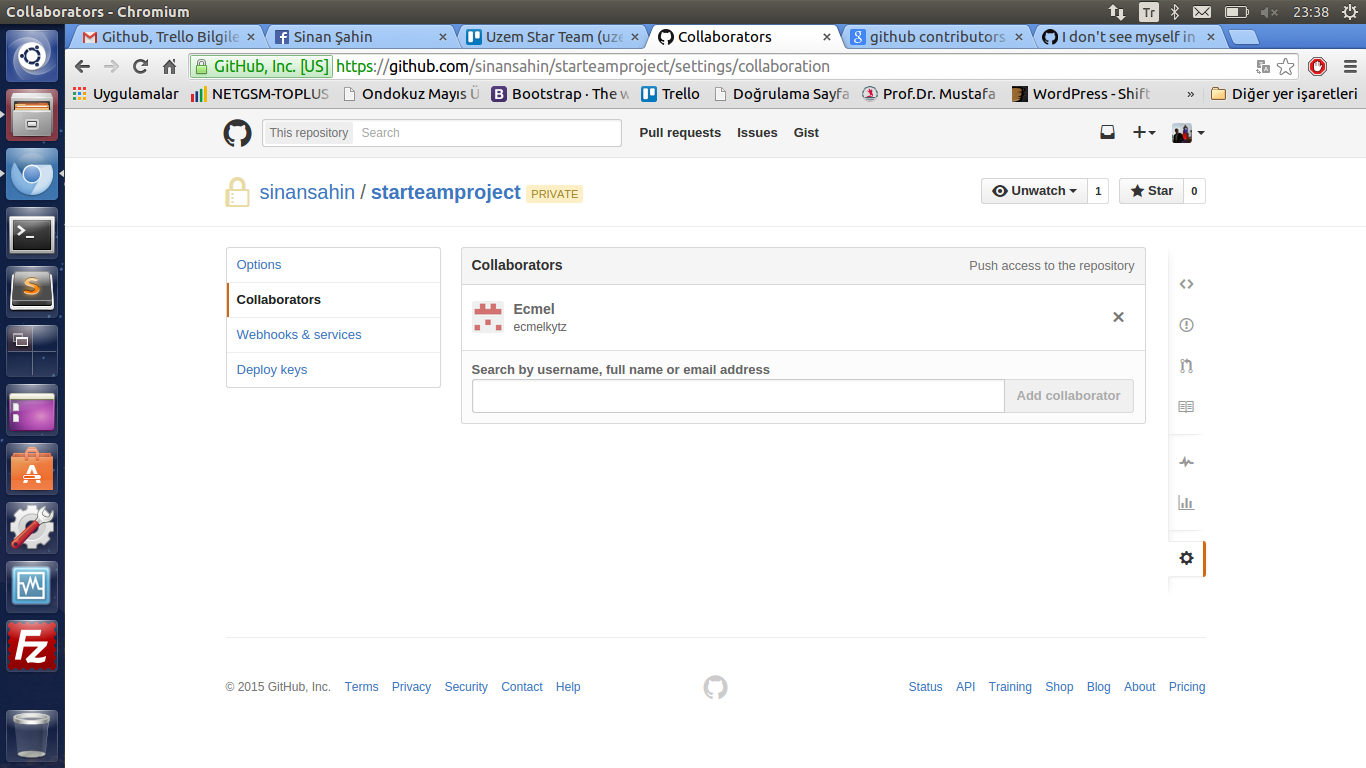 Collaborators - Chromium
Tr
23:38
Github, Trello Bilgile
Sinan Şahin
Uzem Star Team (uze
Collaborators
github contributors
I don't see myself in
GitHub, Inc. [US] https://github.com/sinansahin/starteamproject/settings/collaboration
Uygulamalar
NETGSM-TOPLUS
Ondokuz Mayıs Ü
Bootstrap · The w
Trello
Doğrulama Sayfa
Prof.Dr. Mustafa
WordPress - Shift
»
Diğer yer işaretleri
This repository
Search
Pull requests
Issues
Gist
sinansahin / starteamproject PRIVATE
Unwatch 1
Star 0
Options
Collaborators
Webhooks & services
Deploy keys
Collaborators
Push access to the repository
Ecmel
ecmelkytz
Search by username, full name or email address
Add collaborator
© 2015 GitHub, Inc. Terms Privacy Security Contact Help
Status API Training Shop Blog About Pricing